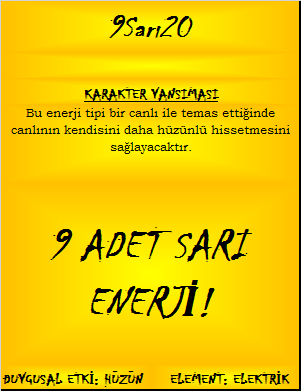 9Sarı20
KARAKTER YANSIMASI
Bu enerji tipi bir canlı ile temas ettiğinde
canlının kendisini daha hüzünlü hissetmesini
sağlayacaktır.
9 ADET SARI
ENERJİ!
DUYGUSAL ETKİ: HÜZÜN ELEMENT: ELEKTRİK